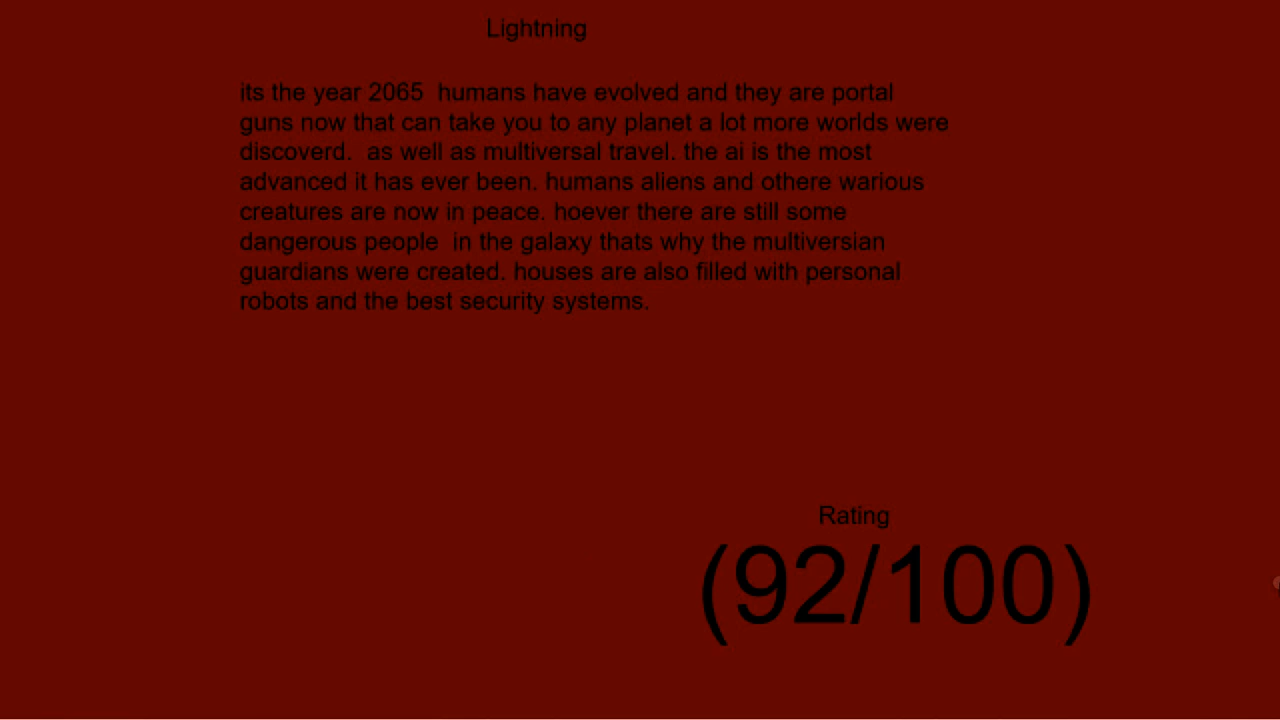 Lightning
its the year 2065  humans have evolved and they are portal
guns now that can take you to any planet a lot more worlds were
discoverd.  as well as multiversal travel. the ai is the most
advanced it has ever been. humans aliens and othere warious
creatures are now in peace. hoever there are still some
dangerous people  in the galaxy thats why the multiversian
guardians were created. houses are also filled with personal
robots and the best security systems.
Rating
(92/100)